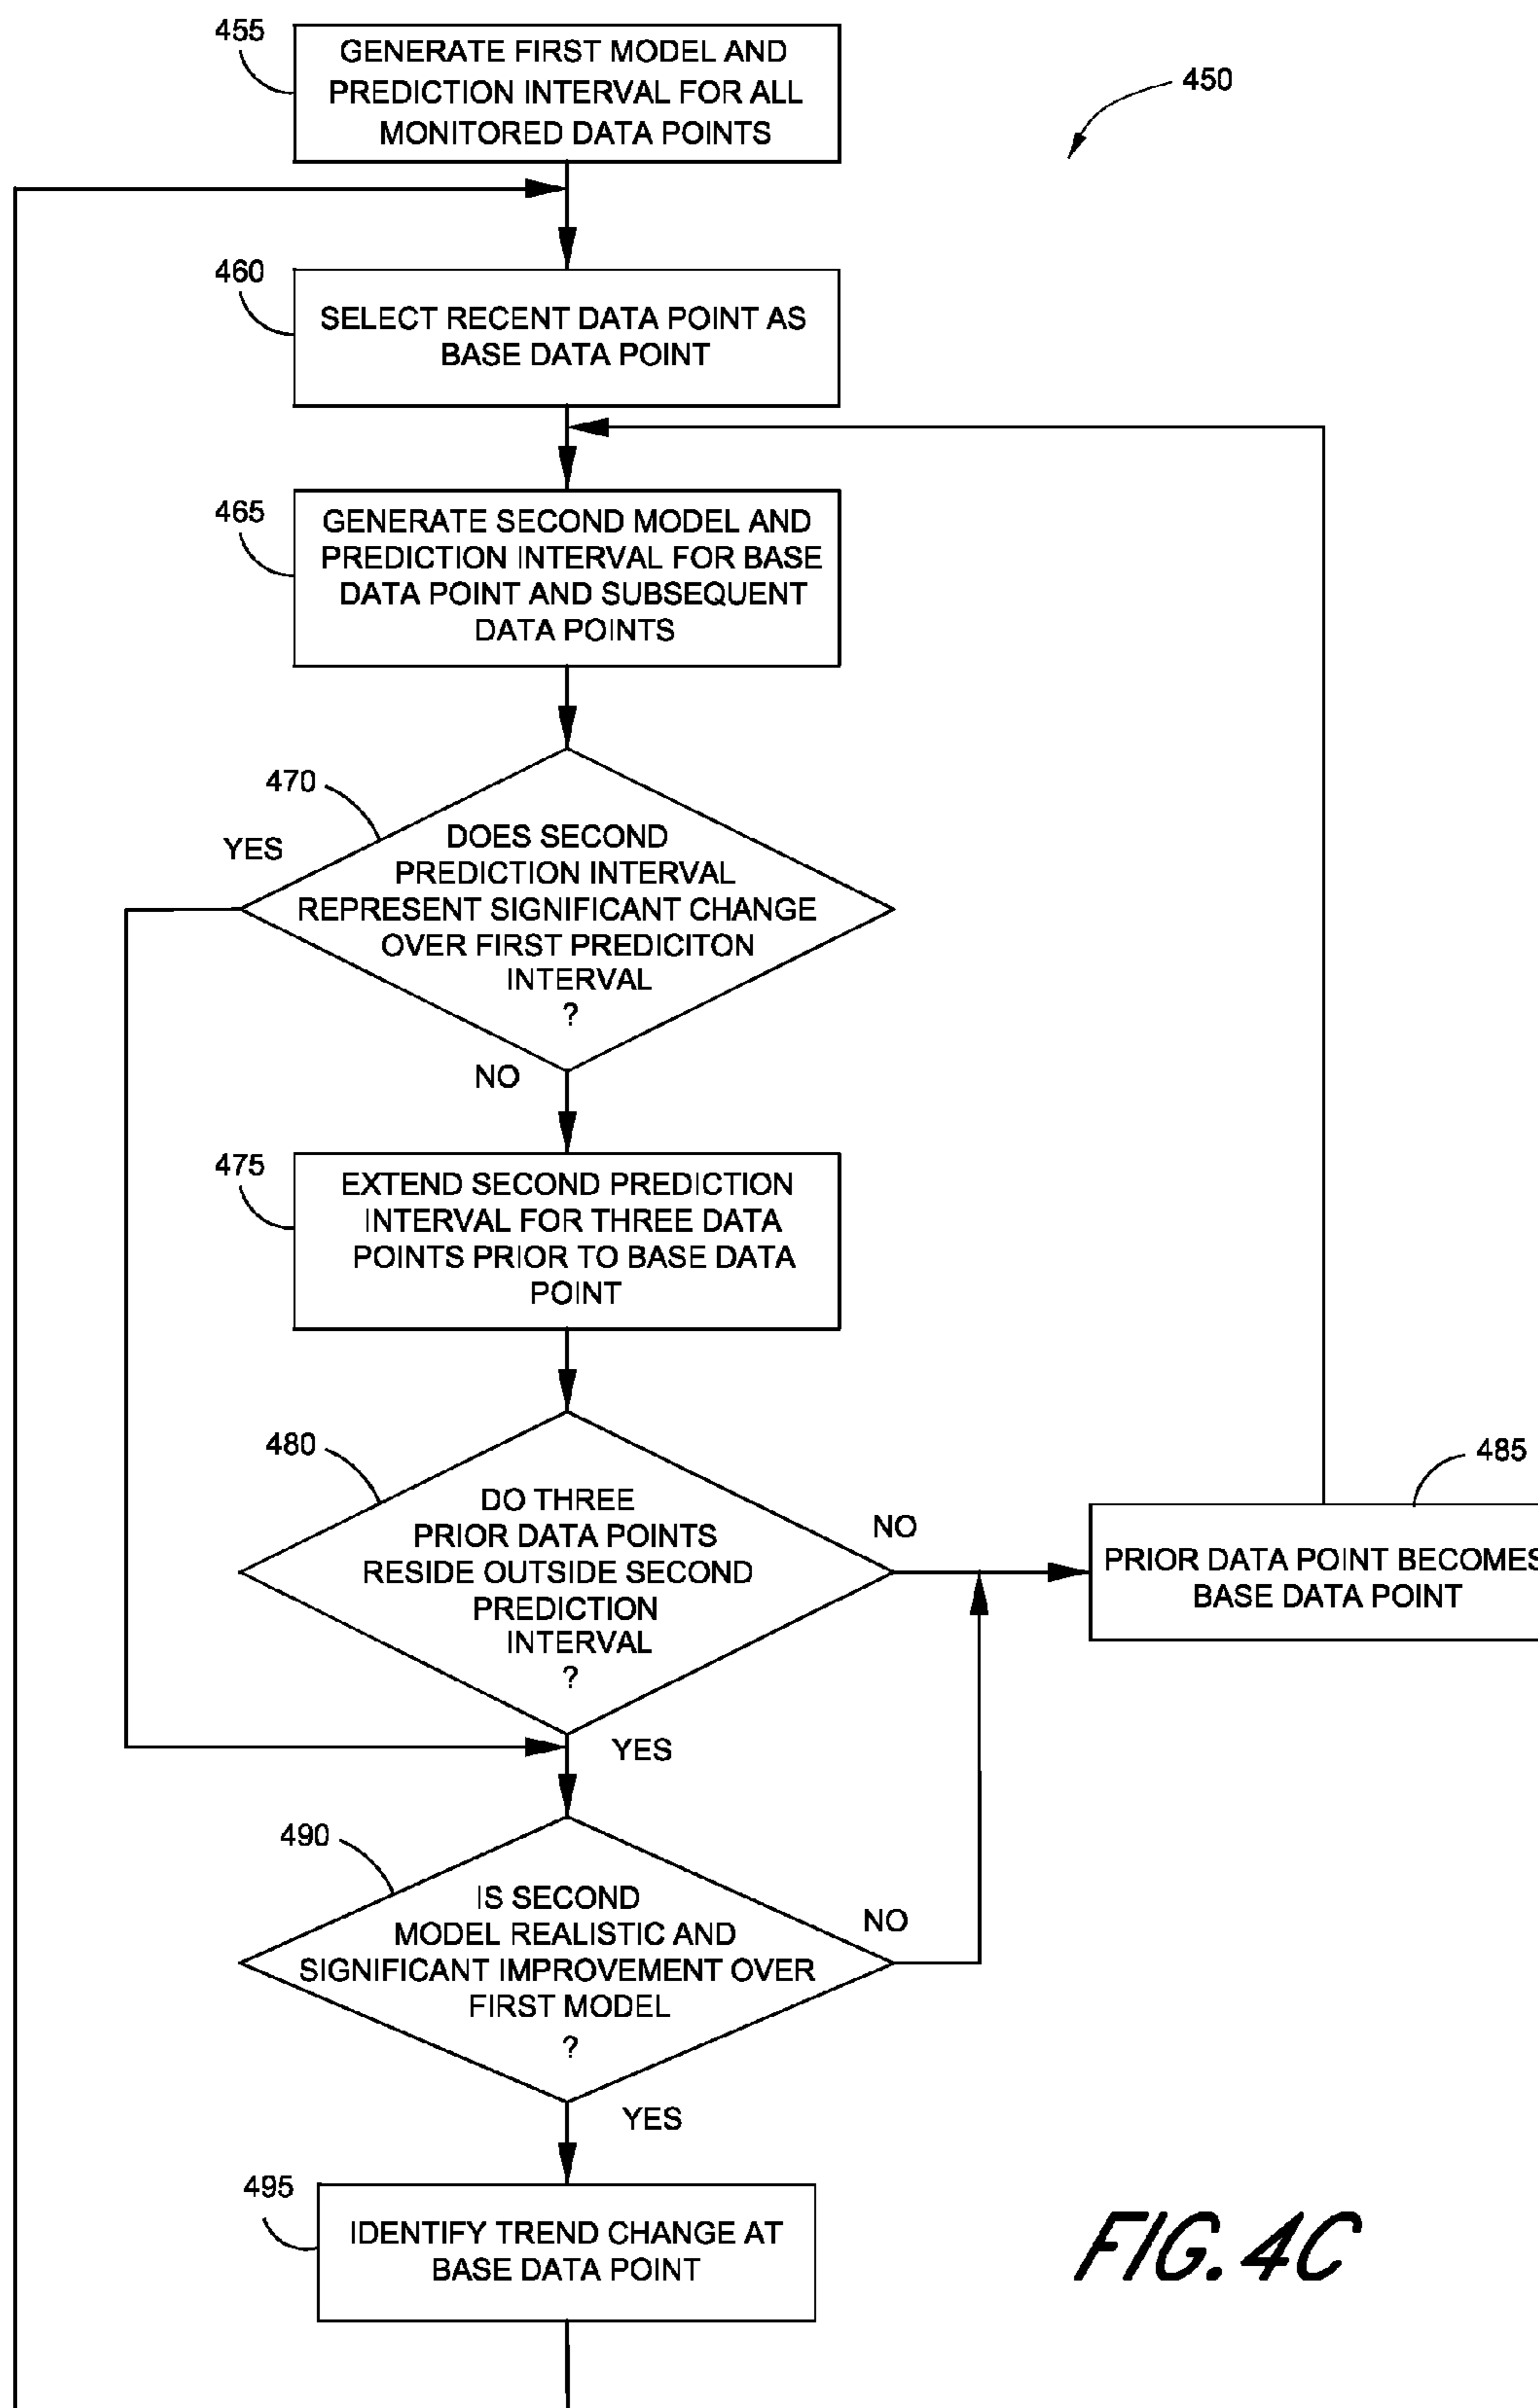 455
GENERATE FIRST MODEL AND
PREDICTION INTERVAL FOR ALL
MONITORED DATA POINTS
450
460
SELECT RECENT DATA POINT AS
BASE DATA POINT
465
GENERATE SECOND MODEL AND
PREDICTION INTERVAL FOR BASE
DATA POINT AND SUBSEQUENT
DATA POINTS
470
YES
DOES SECOND
PREDICTION INTERVAL
REPRESENT SIGNIFICANT CHANGE
OVER FIRST PREDICITON
INTERVAL
?
NO
475
EXTEND SECOND PREDICTION
INTERVAL FOR THREE DATA
POINTS PRIOR TO BASE DATA
POINT
480
DO THREE
PRIOR DATA POINTS
RESIDE OUTSIDE SECOND
PREDICTION
INTERVAL
?
NO
485
PRIOR DATA POINT BECOMES
BASE DATA POINT
YES
490
IS SECOND
MODEL REALISTIC AND
SIGNIFICANT IMPROVEMENT OVER
FIRST MODEL
?
NO
YES
495
IDENTIFY TREND CHANGE AT
BASE DATA POINT
FIG. 4C